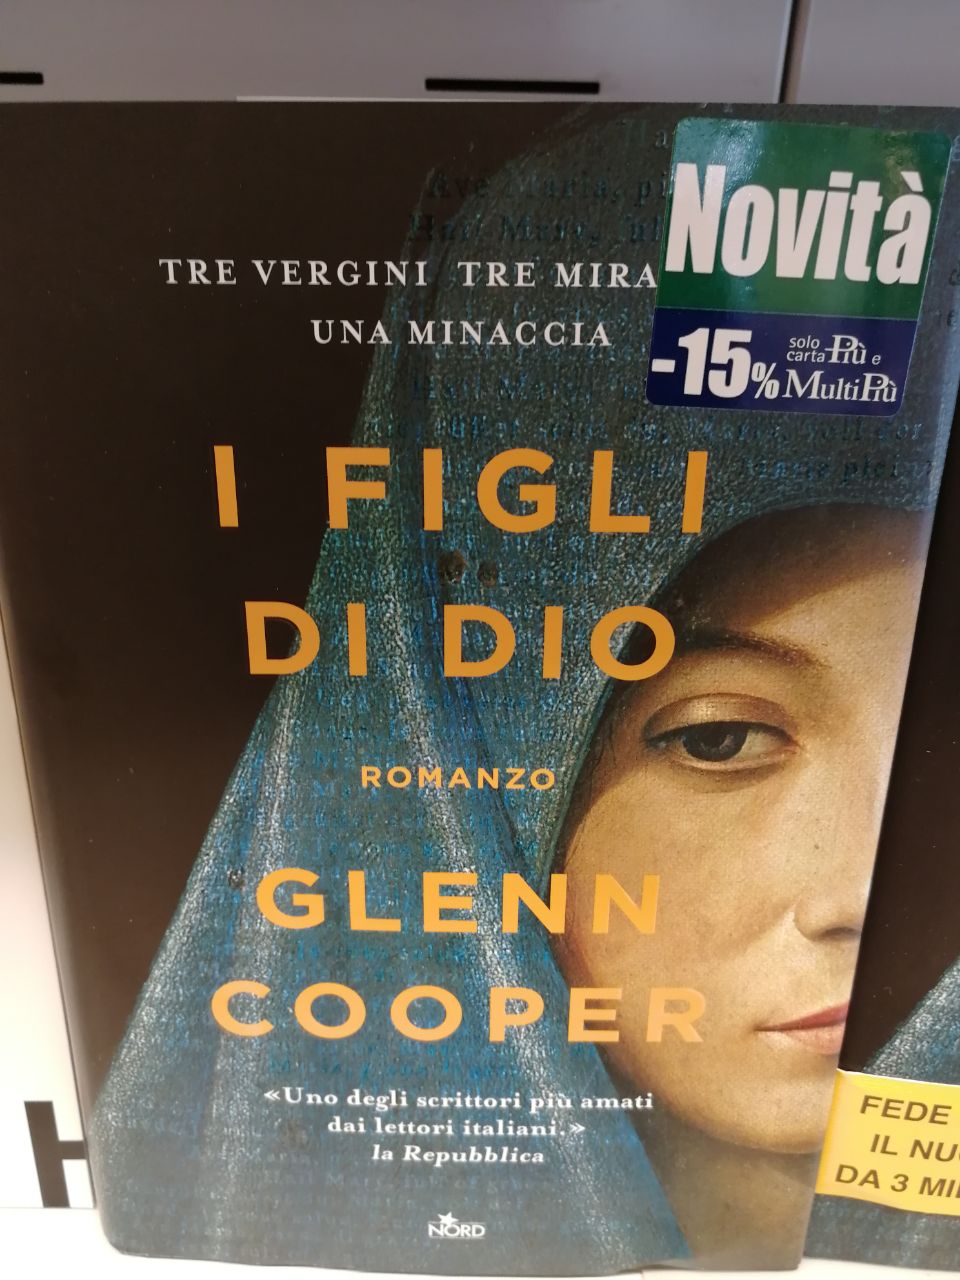 Novità
-15% solo carta Più e MultiPiù
TRE VERGINI TRE MIRA
UNA MINACCIA
I FIGLI
DI DIO
ROMANZO
GLENN
COOPER
«Uno degli scrittori più amati
dai lettori italiani.»
la Repubblica
NORD
FEDE
IL NUO
DA 3 MI
H